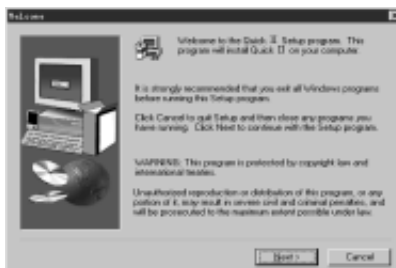 Welcome
Welcome to the Quick II Setup program. This
program will install Quick II on your computer.
It is strongly recommended that you exit all Windows programs
before running this Setup program.
Click Cancel to quit Setup and then close any programs you
have running. Click Next to continue with the Setup program.
WARNING: This program is protected by copyright law and
international treaties.
Unauthorized reproduction or distribution of this program, or any
portion of it, may result in severe civil and criminal penalties, and
will be prosecuted to the maximum extent possible under law.
Next >
Cancel